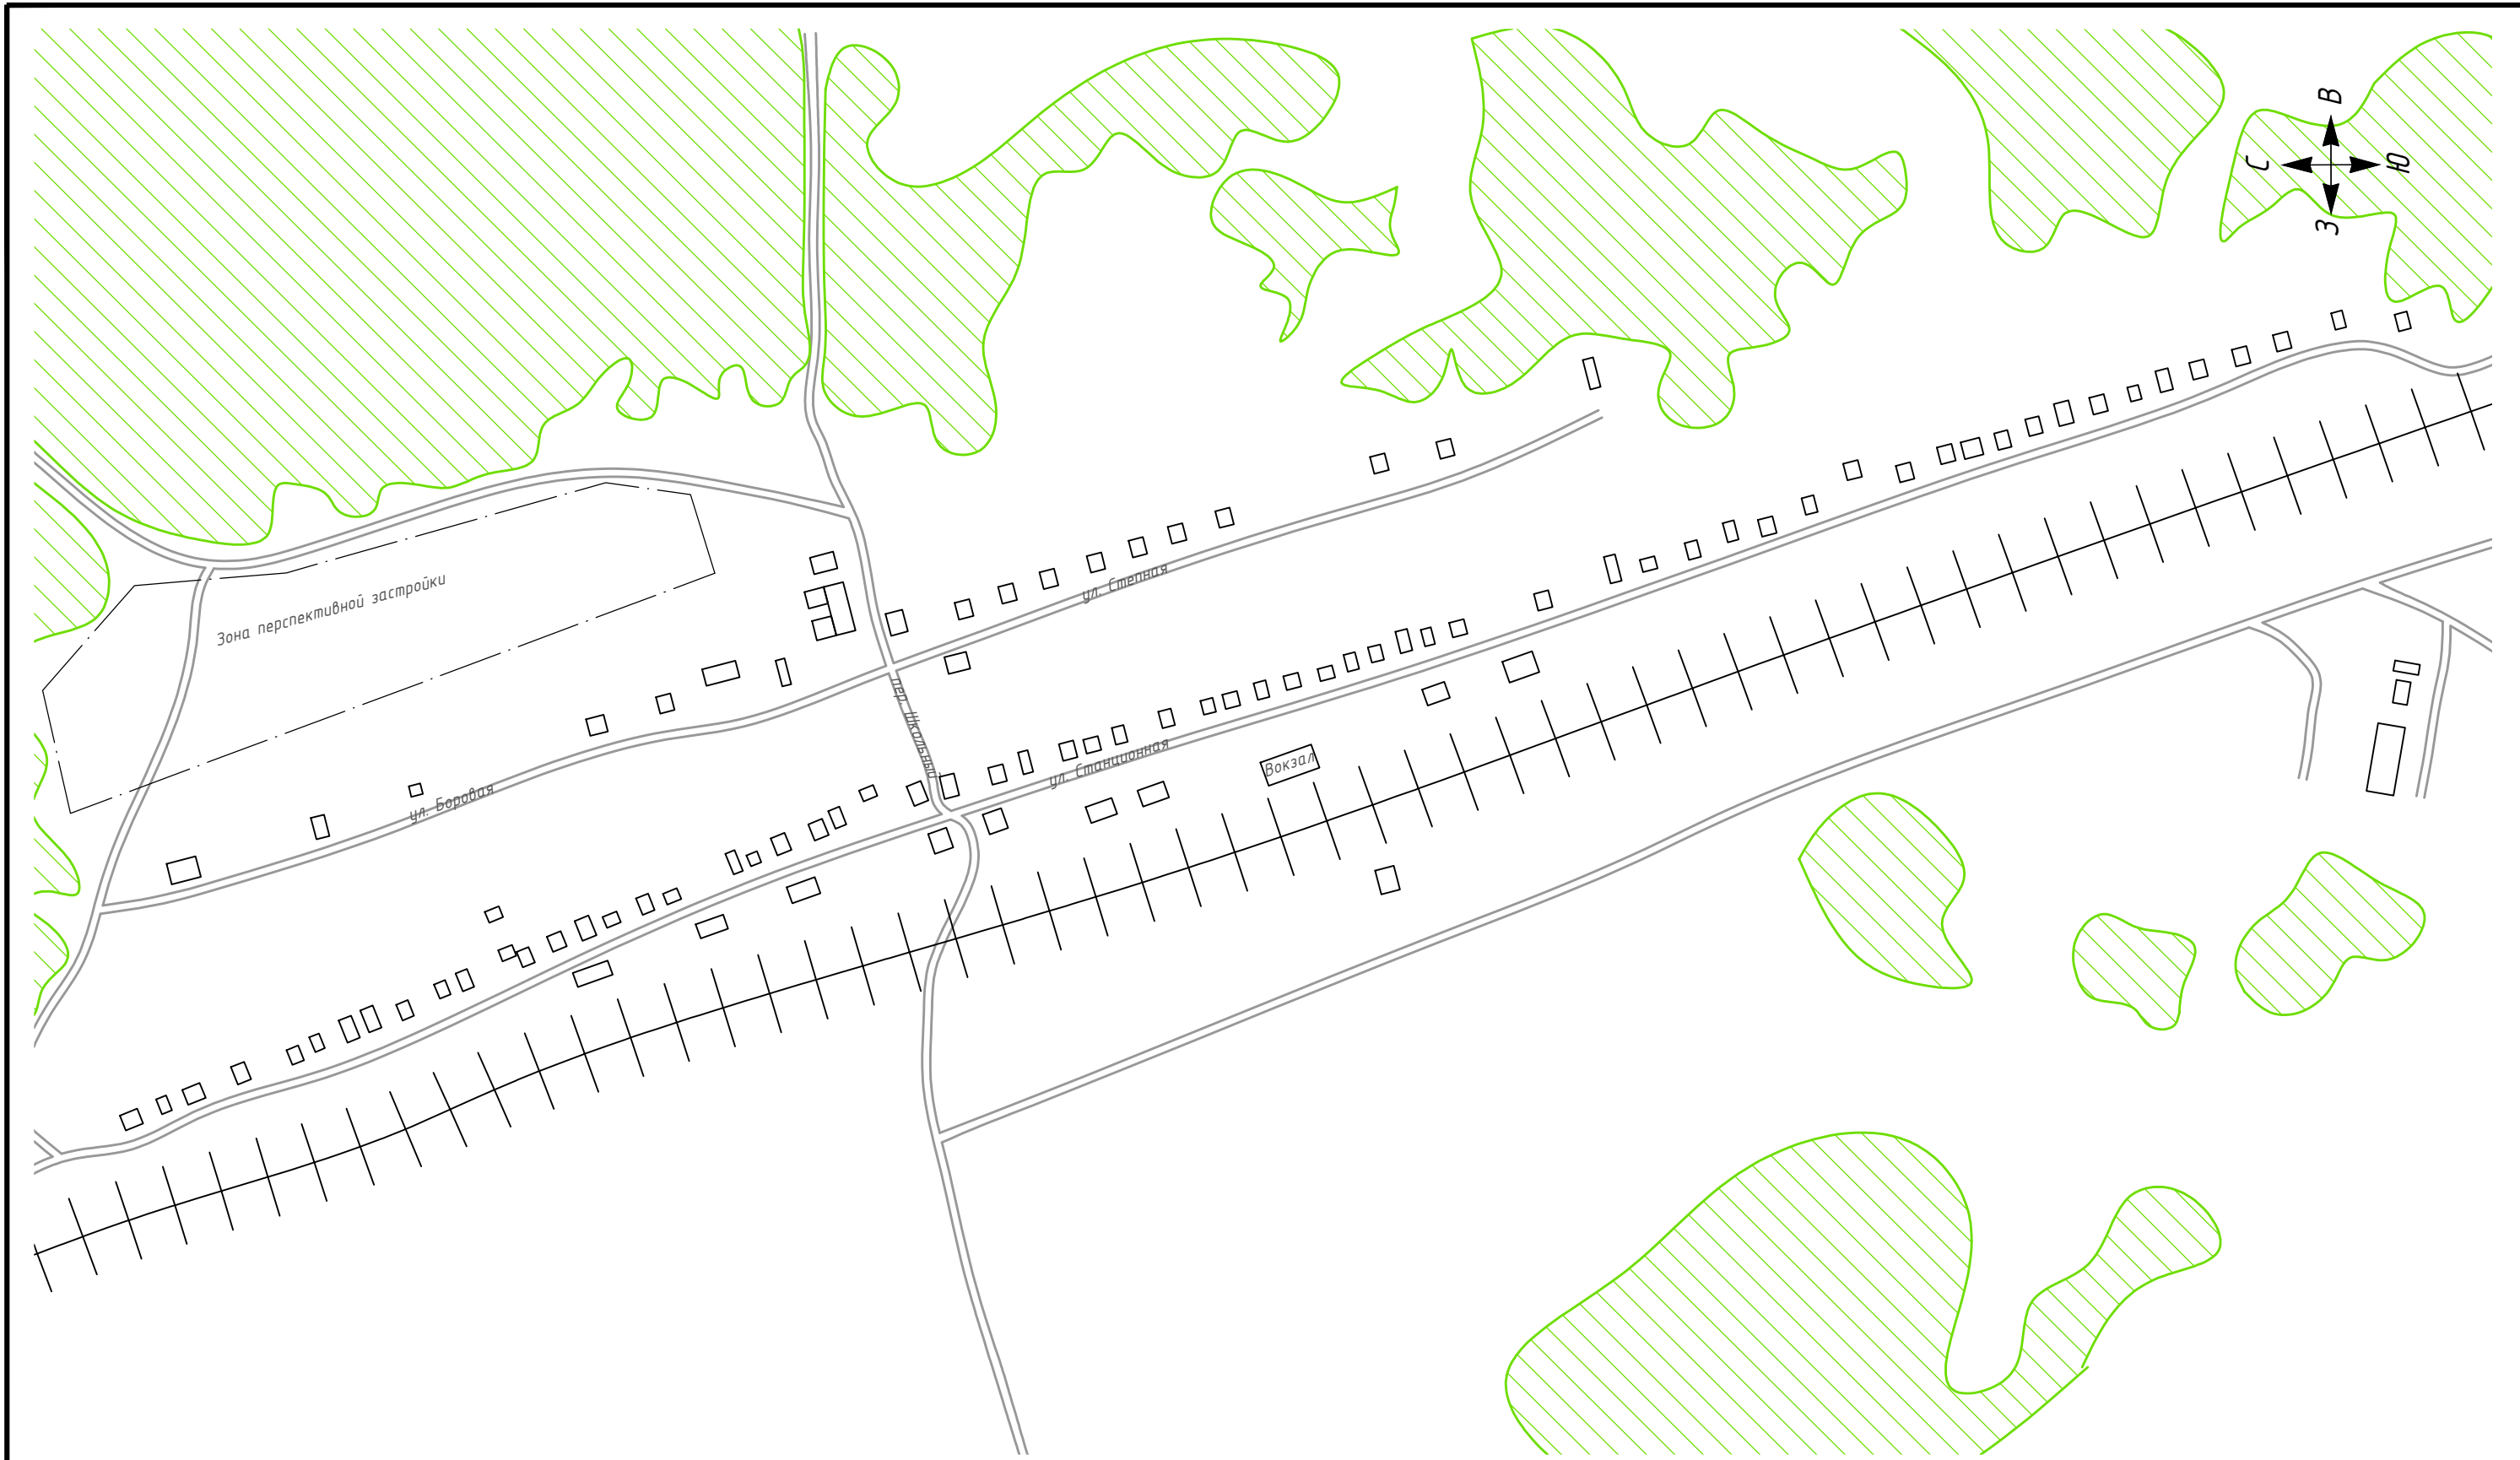 В
С
Ю
З
Зона перспективной застройки
ул. Степная
пер. Школьный
ул. Станционная
Вокзал
ул. Боровая